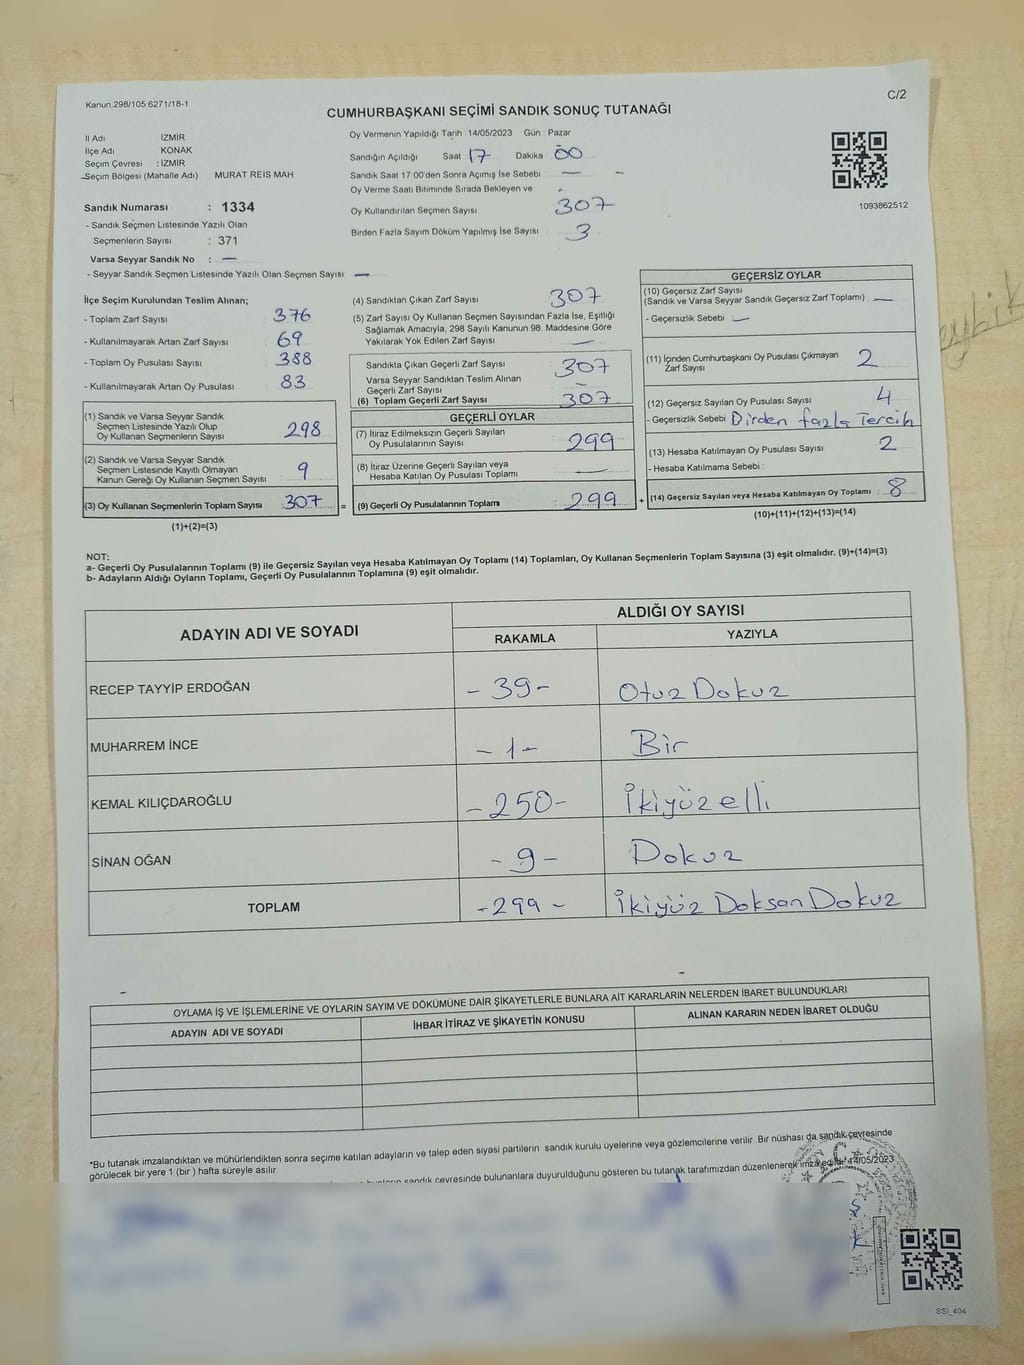 Kanun,298/105,6271/18-1
C/2
CUMHURBAŞKANI SEÇİMİ SANDIK SONUÇ TUTANAĞI
İl Adı İZMİR
İlçe Adı KONAK
Seçim Çevresi : İZMİR
Seçim Bölgesi (Mahalle Adı) MURAT REIS MAH
Sandık Numarası : 1334
- Sandık Seçmen Listesinde Yazılı Olan
Seçmenlerin Sayısı : 371
Varsa Seyyar Sandık No : —
- Seyyar Sandık Seçmen Listesinde Yazılı Olan Seçmen Sayısı —
Oy Vermenin Yapıldığı Tarih 14/05/2023 Gün : Pazar
Sandığın Açıldığı Saat 17 Dakika 00
Sandık Saat 17.00'den Sonra Açımış İse Sebebi —
Oy Verme Saati Bitiminde Sırada Bekleyen ve
Oy Kullandırılan Seçmen Sayısı 307
Birden Fazla Sayım Döküm Yapılmış İse Sayısı 3
1093862512
İlçe Seçim Kurulundan Teslim Alınan;
- Toplam Zarf Sayısı 376
- Kullanılmayarak Artan Zarf Sayısı : 69
- Toplam Oy Pusulası Sayısı : 388
- Kullanılmayarak Artan Oy Pusulası 83
(1) Sandık ve Varsa Seyyar Sandık
Seçmen Listesinde Yazılı Olup
Oy Kullanan Seçmenlerin Sayısı : 298
(2) Sandık ve Varsa Seyyar Sandık
Seçmen Listesinde Kayıtlı Olmayan
Kanun Gereği Oy Kullanan Seçmen Sayısı : 9
(3) Oy Kullanan Seçmenlerin Toplam Sayısı : 307 =
(1)+(2)=(3)
(4) Sandıktan Çıkan Zarf Sayısı 307
(5) Zarf Sayısı Oy Kullanan Seçmen Sayısından Fazla İse, Eşitliği
Sağlamak Amacıyla, 298 Sayılı Kanunun 98. Maddesine Göre
Yakılarak Yok Edilen Zarf Sayısı : —
Sandıkta Çıkan Geçerli Zarf Sayısı 307
Varsa Seyyar Sandıktan Teslim Alınan
Geçerli Zarf Sayısı —
(6) Toplam Geçerli Zarf Sayısı : 307
GEÇERLİ OYLAR
(7) İtiraz Edilmeksizin Geçerli Sayılan
Oy Pusulasının Sayısı 299
(8) İtiraz Üzerine Geçerli Sayılan veya
Hesaba Katılan Oy Pusulası Toplamı —
(9) Geçerli Oy Pusulalarının Toplamı 299 +
GEÇERSİZ OYLAR
(10) Geçersiz Zarf Sayısı
(Sandık ve Varsa Seyyar Sandık Geçersiz Zarf Toplamı) —
- Geçersizlik Sebebi : —
(11) İçinden Cumhurbaşkanı Oy Pusulası Çıkmayan
Zarf Sayısı 2
(12) Geçersiz Sayılan Oy Pusulası Sayısı 4
- Geçersizlik Sebebi Birden fazla Tercih
(13) Hesaba Katılmayan Oy Pusulası Sayısı 2
- Hesaba Katılmama Sebebi :
(14) Geçersiz Sayılan veya Hesaba Katılmayan Oy Toplamı : 8
(10)+(11)+(12)+(13)=(14)
NOT:
a- Geçerli Oy Pusulalarının Toplamı (9) ile Geçersiz Sayılan veya Hesaba Katılmayan Oy Toplamı (14) Toplamları, Oy Kullanan Seçmenlerin Toplam Sayısına (3) eşit olmalıdır. (9)+(14)=(3)
b- Adayların Aldığı Oyların Toplamı, Geçerli Oy Pusulalarının Toplamına (9) eşit olmalıdır.
ADAYIN ADI VE SOYADI ALDIĞI OY SAYISI
RAKAMLA YAZIYLA
RECEP TAYYİP ERDOĞAN - 39 - Otuz Dokuz
MUHARREM İNCE - 1 - Bir
KEMAL KILIÇDAROĞLU - 250 - İkiyüz elli
SİNAN OĞAN - 9 - Dokuz
TOPLAM - 299 - İkiyüz Doksan Dokuz
OYLAMA İŞ VE İŞLEMLERİNE VE OYLARIN SAYIM VE DÖKÜMÜNE DAİR ŞİKAYETLERLE BUNLARA AİT KARARLARIN NELERDEN İBARET BULUNDUKLARI
ADAYIN ADI VE SOYADI İHBAR İTİRAZ VE ŞİKAYETİN KONUSU ALINAN KARARIN NEDEN İBARET OLDUĞU
*Bu tutanak imzalandıktan ve mühürlendikten sonra seçime katılan adayların ve talep eden siyasi partilerin sandık kurulu üyelerine veya gözlemcilerine verilir. Bir nüshası da sandık çevresinde
görülecek bir yere 1 (bir ) hafta süreyle asılır.
sandık çevresinde bulunanlara duyurulduğunu gösteren bu tutanak tarafımızdan düzenlenerek imza edildi. 14/05/2023
SSI_404